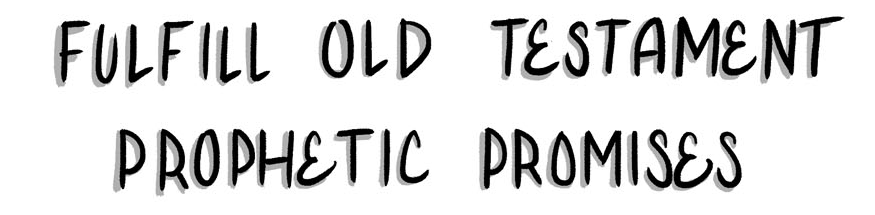 FULFILL OLD TESTAMENT
PROPHETIC PROMISES